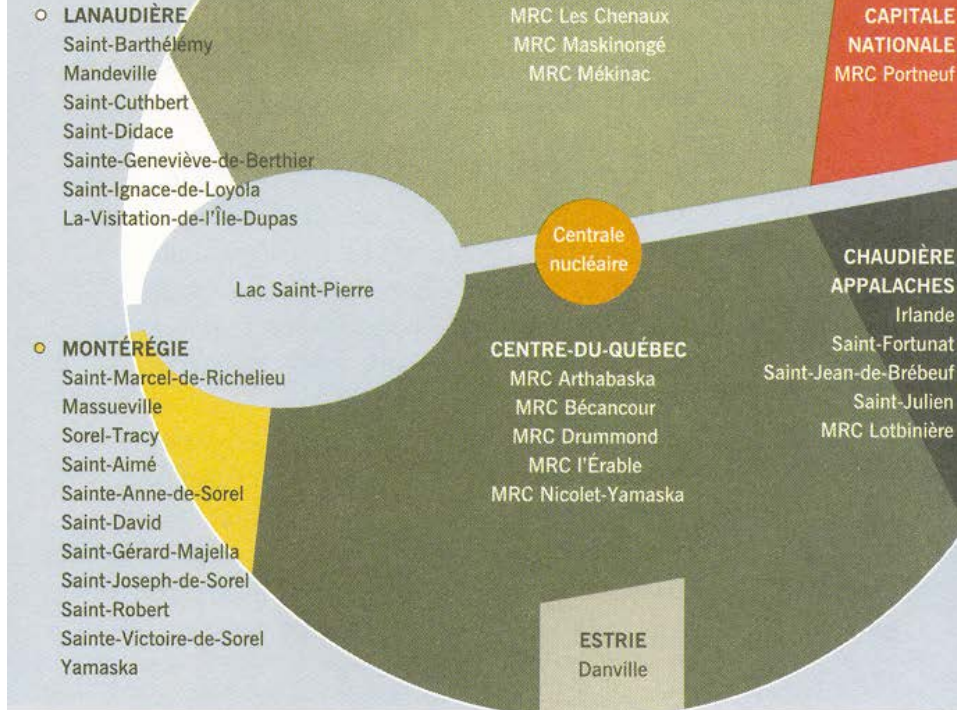 LANAUDIÈRE
Saint-Barthélémy
Mandeville
Saint-Cuthbert
Saint-Didace
Sainte-Geneviève-de-Berthier
Saint-Ignace-de-Loyola
La-Visitation-de-l'Île-Dupas
MRC Les Chenaux
MRC Maskinongé
MRC Mékinac
CAPITALE
NATIONALE
MRC Portneuf
Centrale
nucléaire
Lac Saint-Pierre
CHAUDIÈRE
APPALACHES
Irlande
Saint-Fortunat
Saint-Jean-de-Brébeuf
Saint-Julien
MRC Lotbinière
MONTÉRÉGIE
Saint-Marcel-de-Richelieu
Massueville
Sorel-Tracy
Saint-Aimé
Sainte-Anne-de-Sorel
Saint-David
Saint-Gérard-Majella
Saint-Joseph-de-Sorel
Saint-Robert
Sainte-Victoire-de-Sorel
Yamaska
CENTRE-DU-QUÉBEC
MRC Arthabaska
MRC Bécancour
MRC Drummond
MRC l'Érable
MRC Nicolet-Yamaska
ESTRIE
Danville